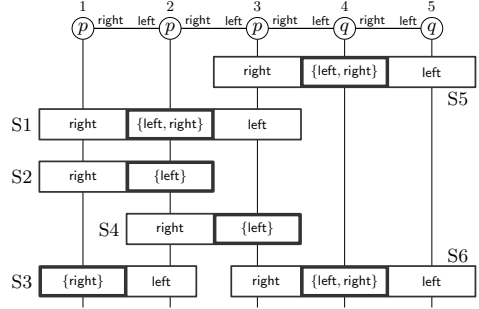 1 2 3 4 5
p right left p right left p right left q right left q
right {left, right} left
S5
S1 right {left, right} left
S2 right {left}
S4 right {left}
S6
S3 {right} left right {left, right} left